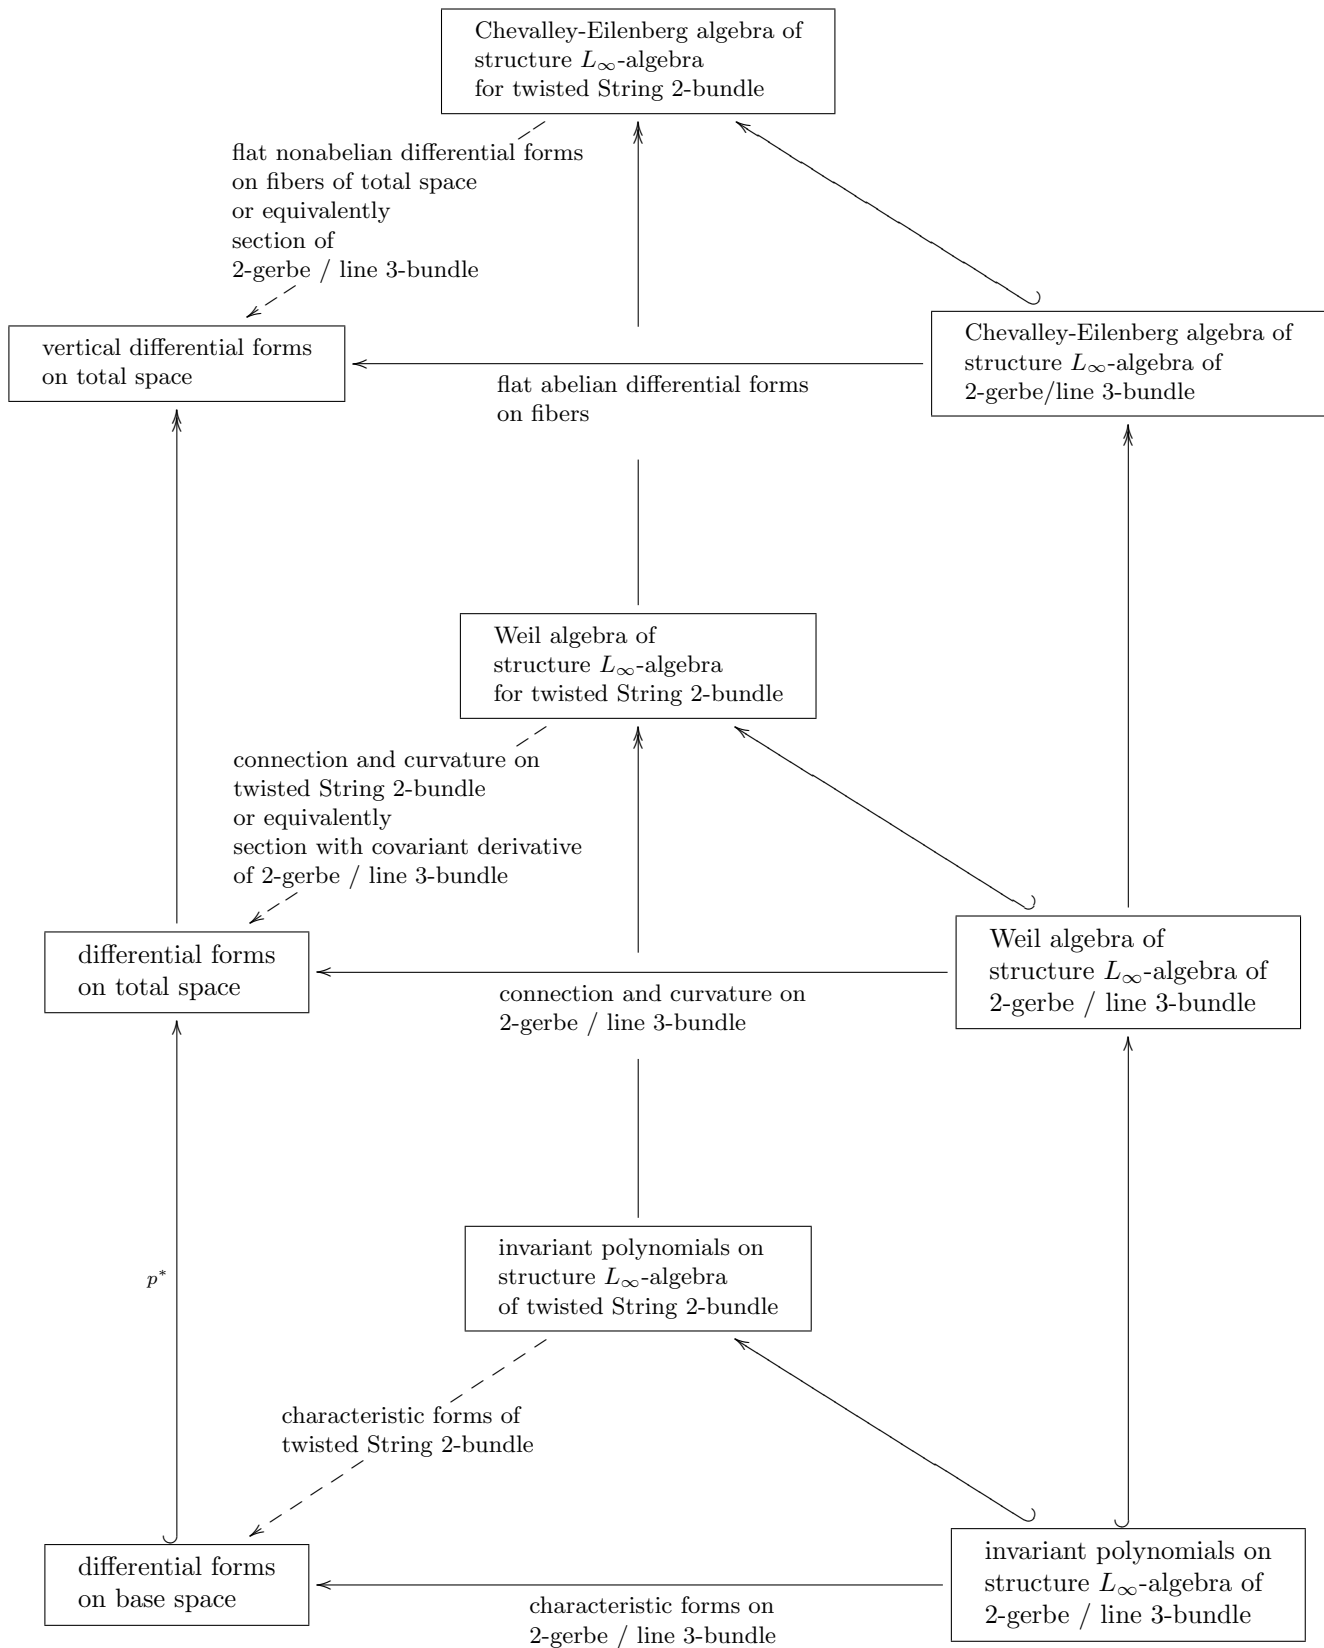 Chevalley-Eilenberg algebra of
structure L∞-algebra
for twisted String 2-bundle
flat nonabelian differential forms
on fibers of total space
or equivalently
section of
2-gerbe / line 3-bundle
vertical differential forms
on total space
Chevalley-Eilenberg algebra of
structure L∞-algebra of
2-gerbe/line 3-bundle
flat abelian differential forms
on fibers
Weil algebra of
structure L∞-algebra
for twisted String 2-bundle
connection and curvature on
twisted String 2-bundle
or equivalently
section with covariant derivative
of 2-gerbe / line 3-bundle
differential forms
on total space
Weil algebra of
structure L∞-algebra of
2-gerbe / line 3-bundle
connection and curvature on
2-gerbe / line 3-bundle
invariant polynomials on
structure L∞-algebra
of twisted String 2-bundle
p*
characteristic forms of
twisted String 2-bundle
differential forms
on base space
invariant polynomials on
structure L∞-algebra of
2-gerbe / line 3-bundle
characteristic forms on
2-gerbe / line 3-bundle